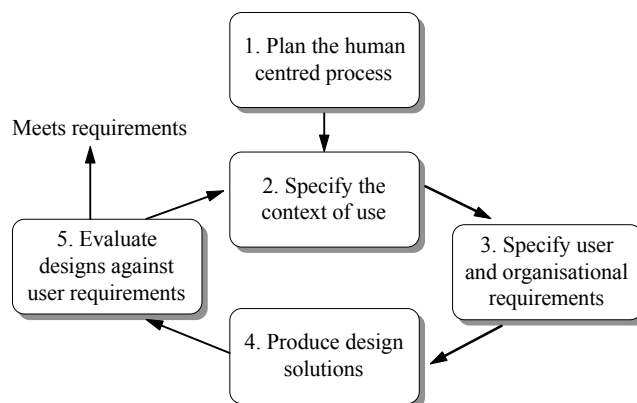 1. Plan the human
centred process
Meets requirements
2. Specify the
context of use
3. Specify user
and organisational
requirements
4. Produce design
solutions
5. Evaluate
designs against
user requirements